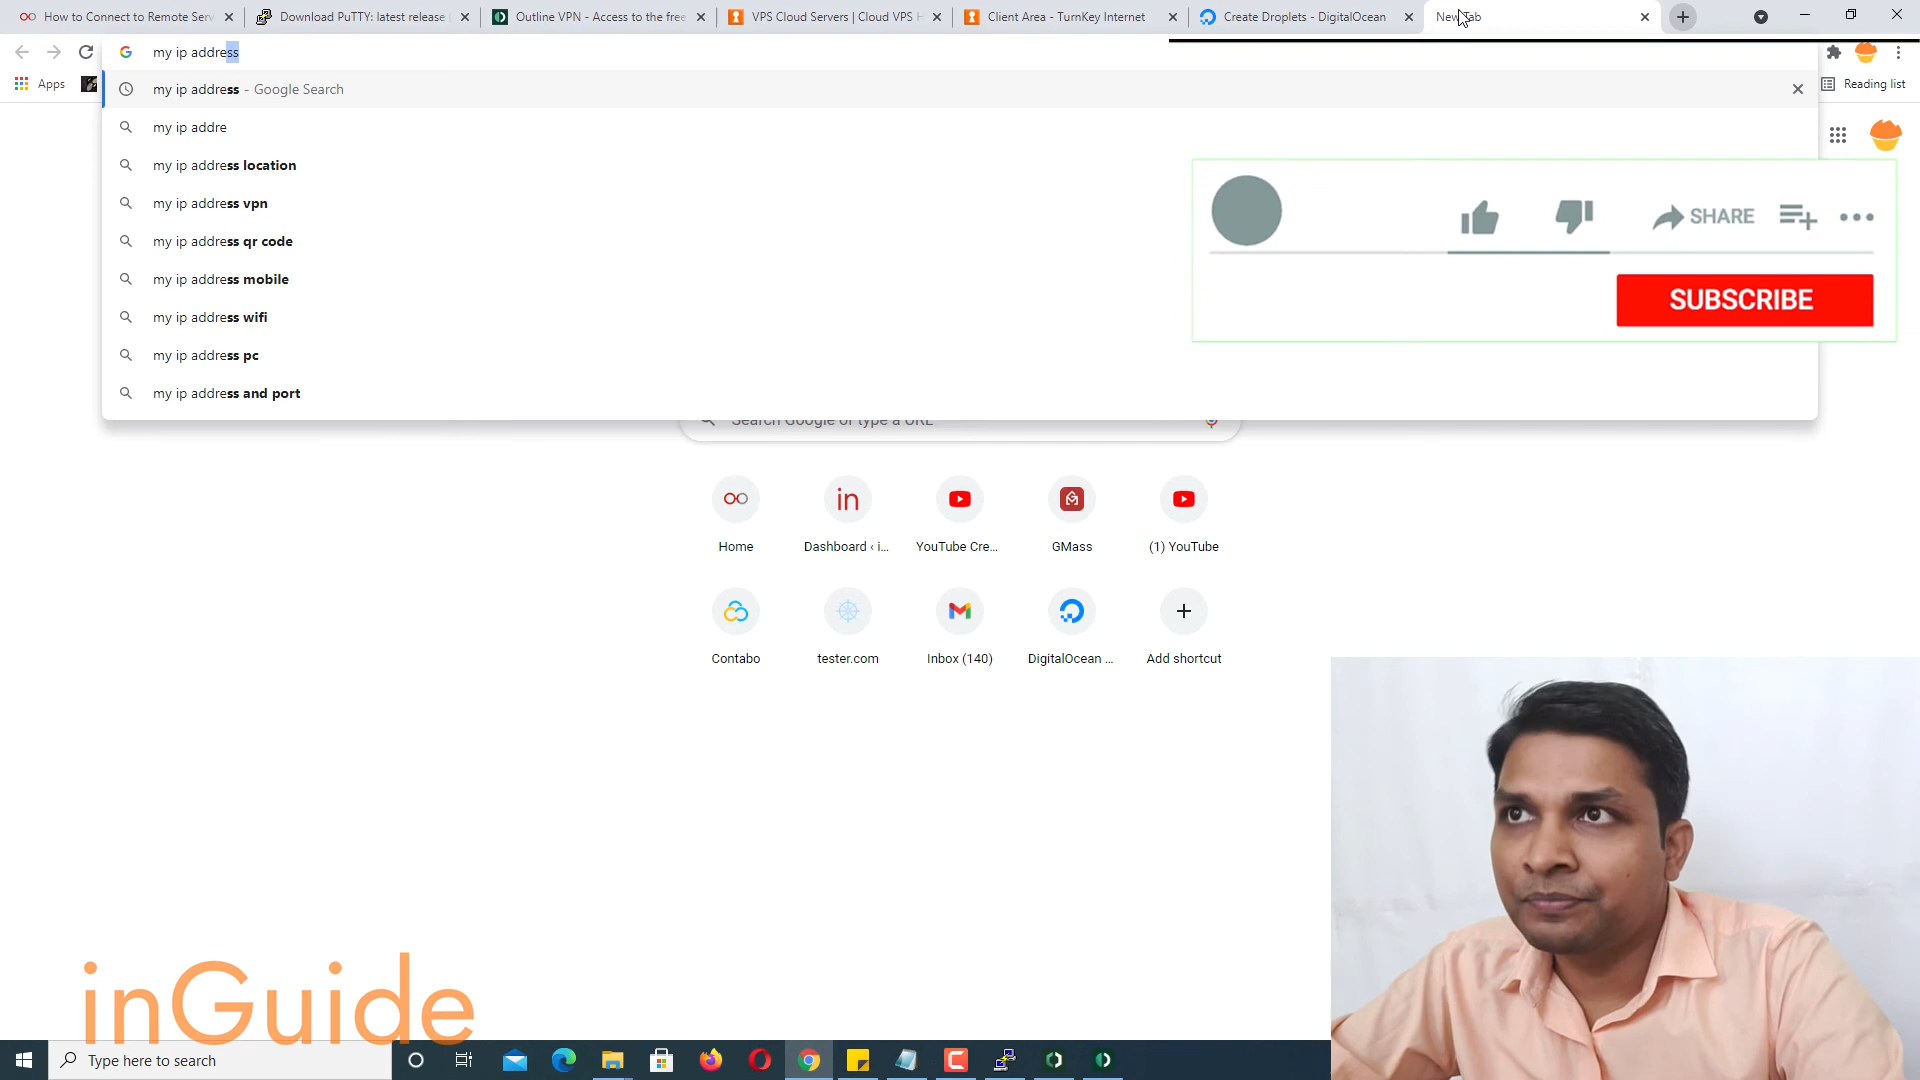 How to Connect to Remote Serv
Download PuTTY: latest release
Outline VPN - Access to the free
VPS Cloud Servers | Cloud VPS H
Client Area - TurnKey Internet
Create Droplets - DigitalOcean
New Tab
my ip address
Apps
Reading list
my ip address - Google Search
my ip addre
my ip address location
my ip address vpn
my ip address qr code
my ip address mobile
my ip address wifi
my ip address pc
my ip address and port
SHARE
SUBSCRIBE
Search Google or type a URL
Home
Dashboard ‹ i...
YouTube Cre...
GMass
(1) YouTube
Contabo
tester.com
Inbox (140)
DigitalOcean ...
Add shortcut
inGuide
Type here to search